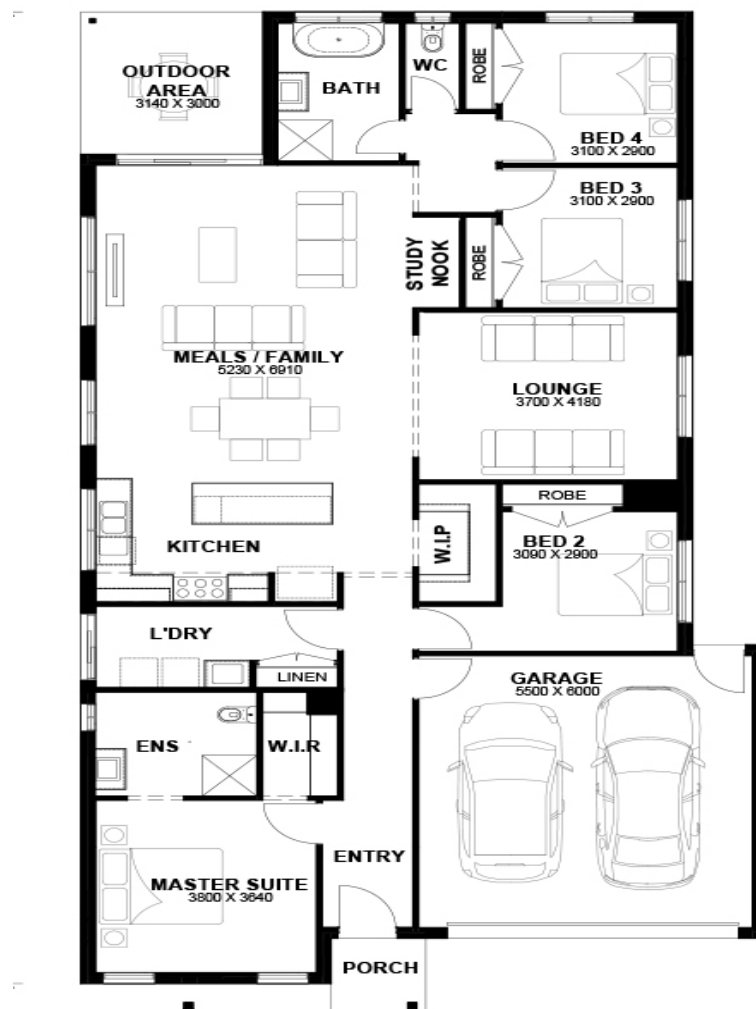 OUTDOOR
AREA
3140 X 3000
BATH
WC
ROBE
BED 4
3100 X 2900
BED 3
3100 X 2900
STUDY
NOOK
ROBE
MEALS / FAMILY
5230 X 6910
LOUNGE
3700 X 4180
ROBE
KITCHEN
W.I.P
BED 2
3090 X 2900
L'DRY
LINEN
GARAGE
5500 X 6000
ENS
W.I.R
ENTRY
MASTER SUITE
3800 X 3640
PORCH